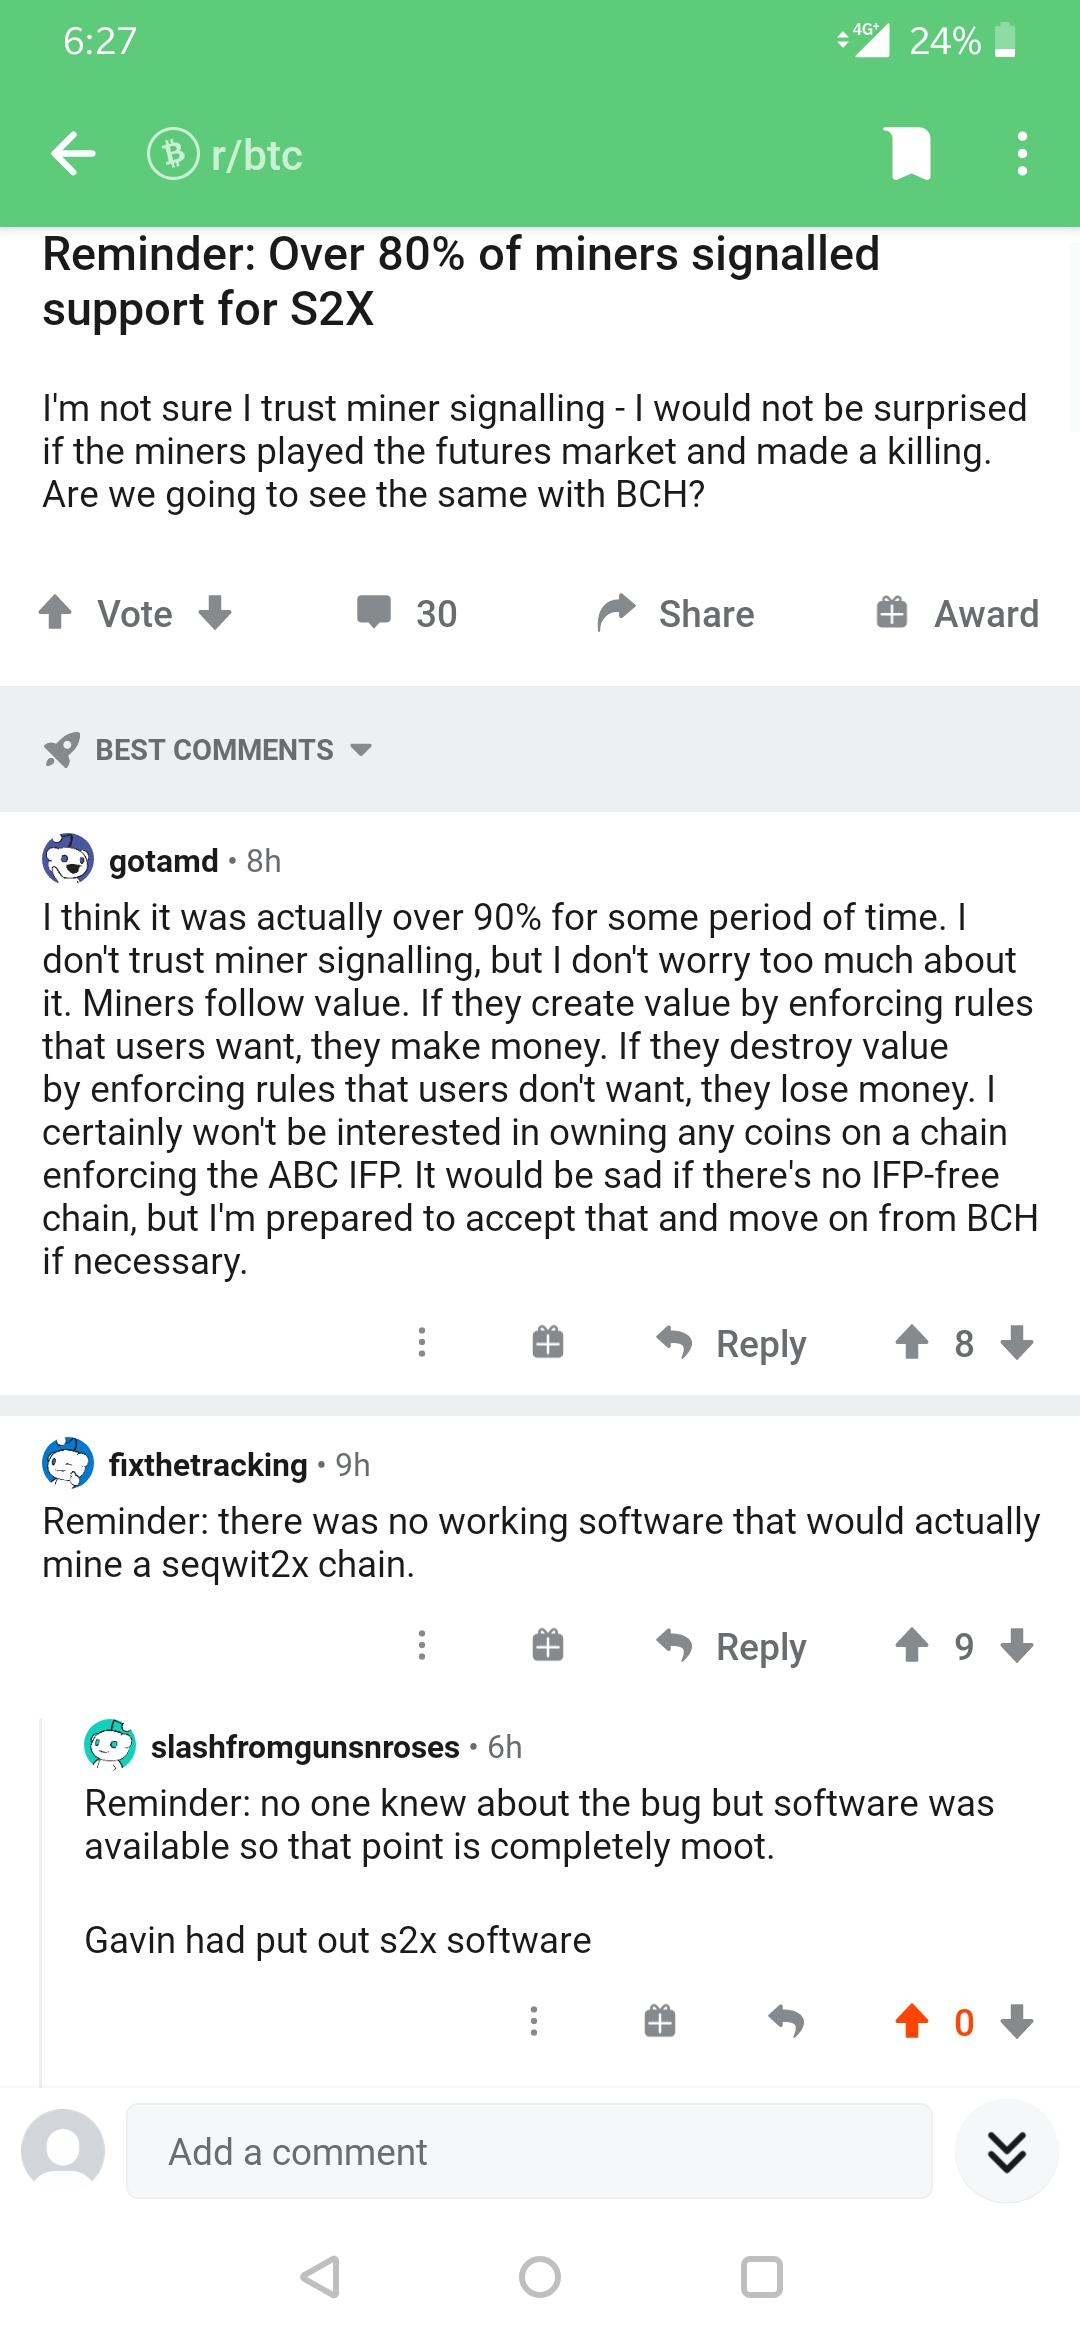 6:27
4G+ 24%
r/btc
Reminder: Over 80% of miners signalled
support for S2X
I'm not sure I trust miner signalling - I would not be surprised
if the miners played the futures market and made a killing.
Are we going to see the same with BCH?
Vote 30 Share Award
BEST COMMENTS
gotamd • 8h
I think it was actually over 90% for some period of time. I
don't trust miner signalling, but I don't worry too much about
it. Miners follow value. If they create value by enforcing rules
that users want, they make money. If they destroy value
by enforcing rules that users don't want, they lose money. I
certainly won't be interested in owning any coins on a chain
enforcing the ABC IFP. It would be sad if there's no IFP-free
chain, but I'm prepared to accept that and move on from BCH
if necessary.
Reply 8
fixthetracking • 9h
Reminder: there was no working software that would actually
mine a seqwit2x chain.
Reply 9
slashfromgunsnroses • 6h
Reminder: no one knew about the bug but software was
available so that point is completely moot.
Gavin had put out s2x software
0
Add a comment